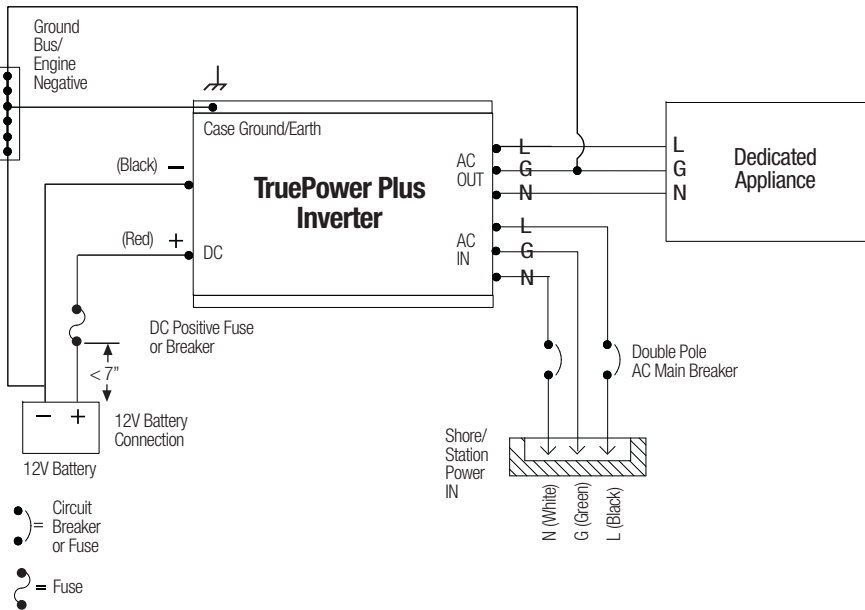 Ground
Bus/
Engine
Negative
Case Ground/Earth
(Black) –
TruePower Plus
Inverter
(Red) +
DC
AC
OUT
L
G
N
AC
IN
L
G
N
L
G
N
Dedicated
Appliance
DC Positive Fuse
or Breaker
< 7”
– +
12V Battery
Connection
12V Battery
Double Pole
AC Main Breaker
Shore/
Station
Power
IN
N (White)
G (Green)
L (Black)
= Circuit
Breaker
or Fuse
= Fuse